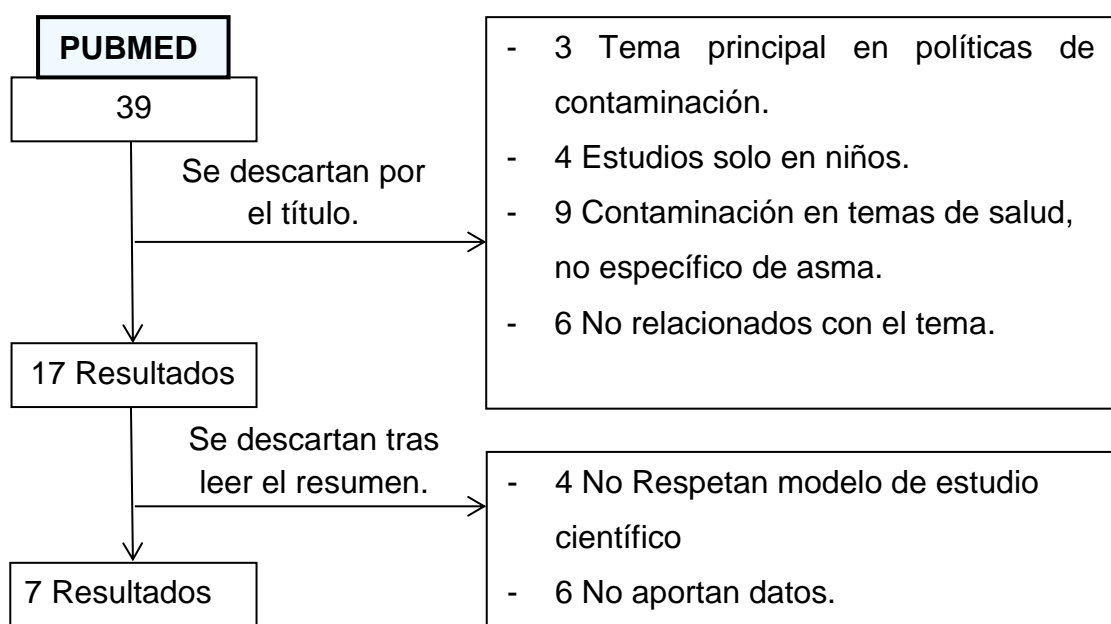 PUBMED
39
Se descartan por
el título.
- 3 Tema principal en políticas de
contaminación.
- 4 Estudios solo en niños.
- 9 Contaminación en temas de salud,
no específico de asma.
- 6 No relacionados con el tema.
17 Resultados
Se descartan tras
leer el resumen.
- 4 No Respetan modelo de estudio
científico
- 6 No aportan datos.
7 Resultados